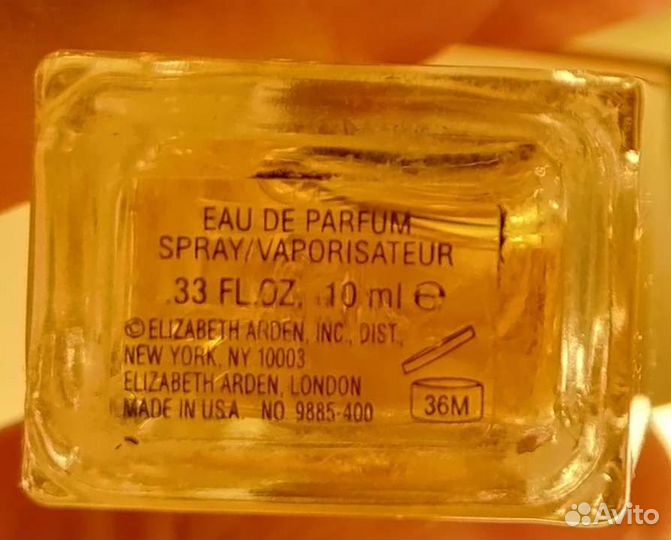 EAU DE PARFUM
SPRAY/VAPORISATEUR
.33 FL.OZ. 10 ml ℮
© ELIZABETH ARDEN, INC., DIST.,
NEW YORK, NY 10003
ELIZABETH ARDEN, LONDON
MADE IN U.S.A NO 9885-400
36M
Avito